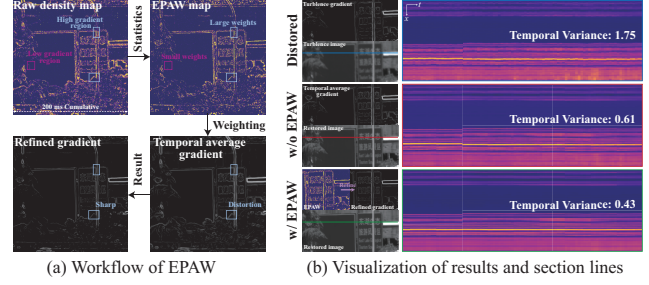 Raw density map
High gradient
region
Low gradient
region
200 ms Cumulative
Statistics
EPAW map
Large weights
Small weights
Weighting
Refined gradient
Sharp
Result
Temporal average
gradient
Distortion
(a) Workflow of EPAW
Distored
Turblence gradient
Turblence image
Temporal Variance: 1.75
w/o EPAW
Temporal average
gradient
Restored image
Temporal Variance: 0.61
w/ EPAW
Refine
EPAW
Refined gradient
Restored image
Temporal Variance: 0.43
(b) Visualization of results and section lines